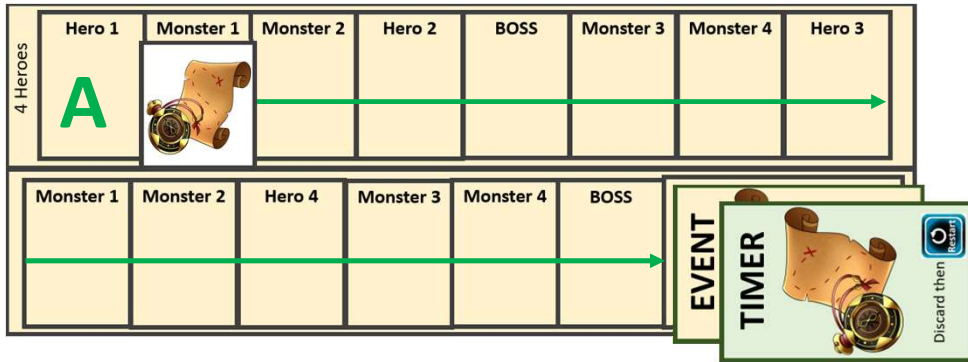 4 Heroes
Hero 1
Monster 1
Monster 2
Hero 2
BOSS
Monster 3
Monster 4
Hero 3
A
Monster 1
Monster 2
Hero 4
Monster 3
Monster 4
BOSS
EVENT
TIMER
Discard then
Restart